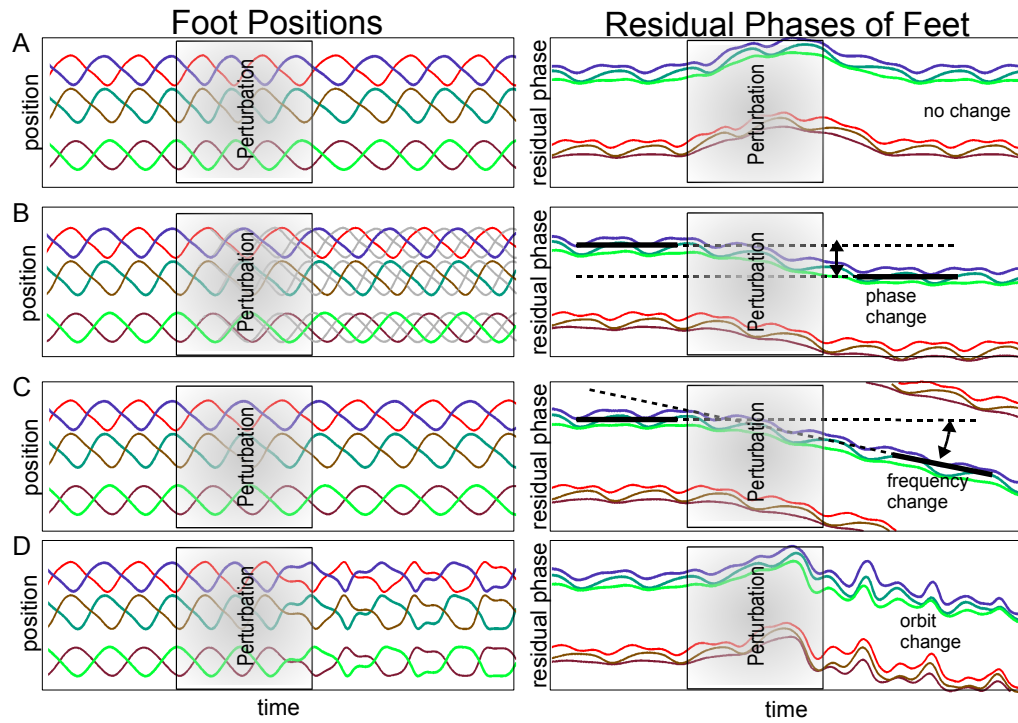 Foot Positions
Residual Phases of Feet
A
position
Perturbation
residual phase
Perturbation
no change
B
position
Perturbation
residual phase
Perturbation
phase
change
C
position
Perturbation
residual phase
Perturbation
frequency
change
D
position
Perturbation
residual phase
Perturbation
orbit
change
time
time